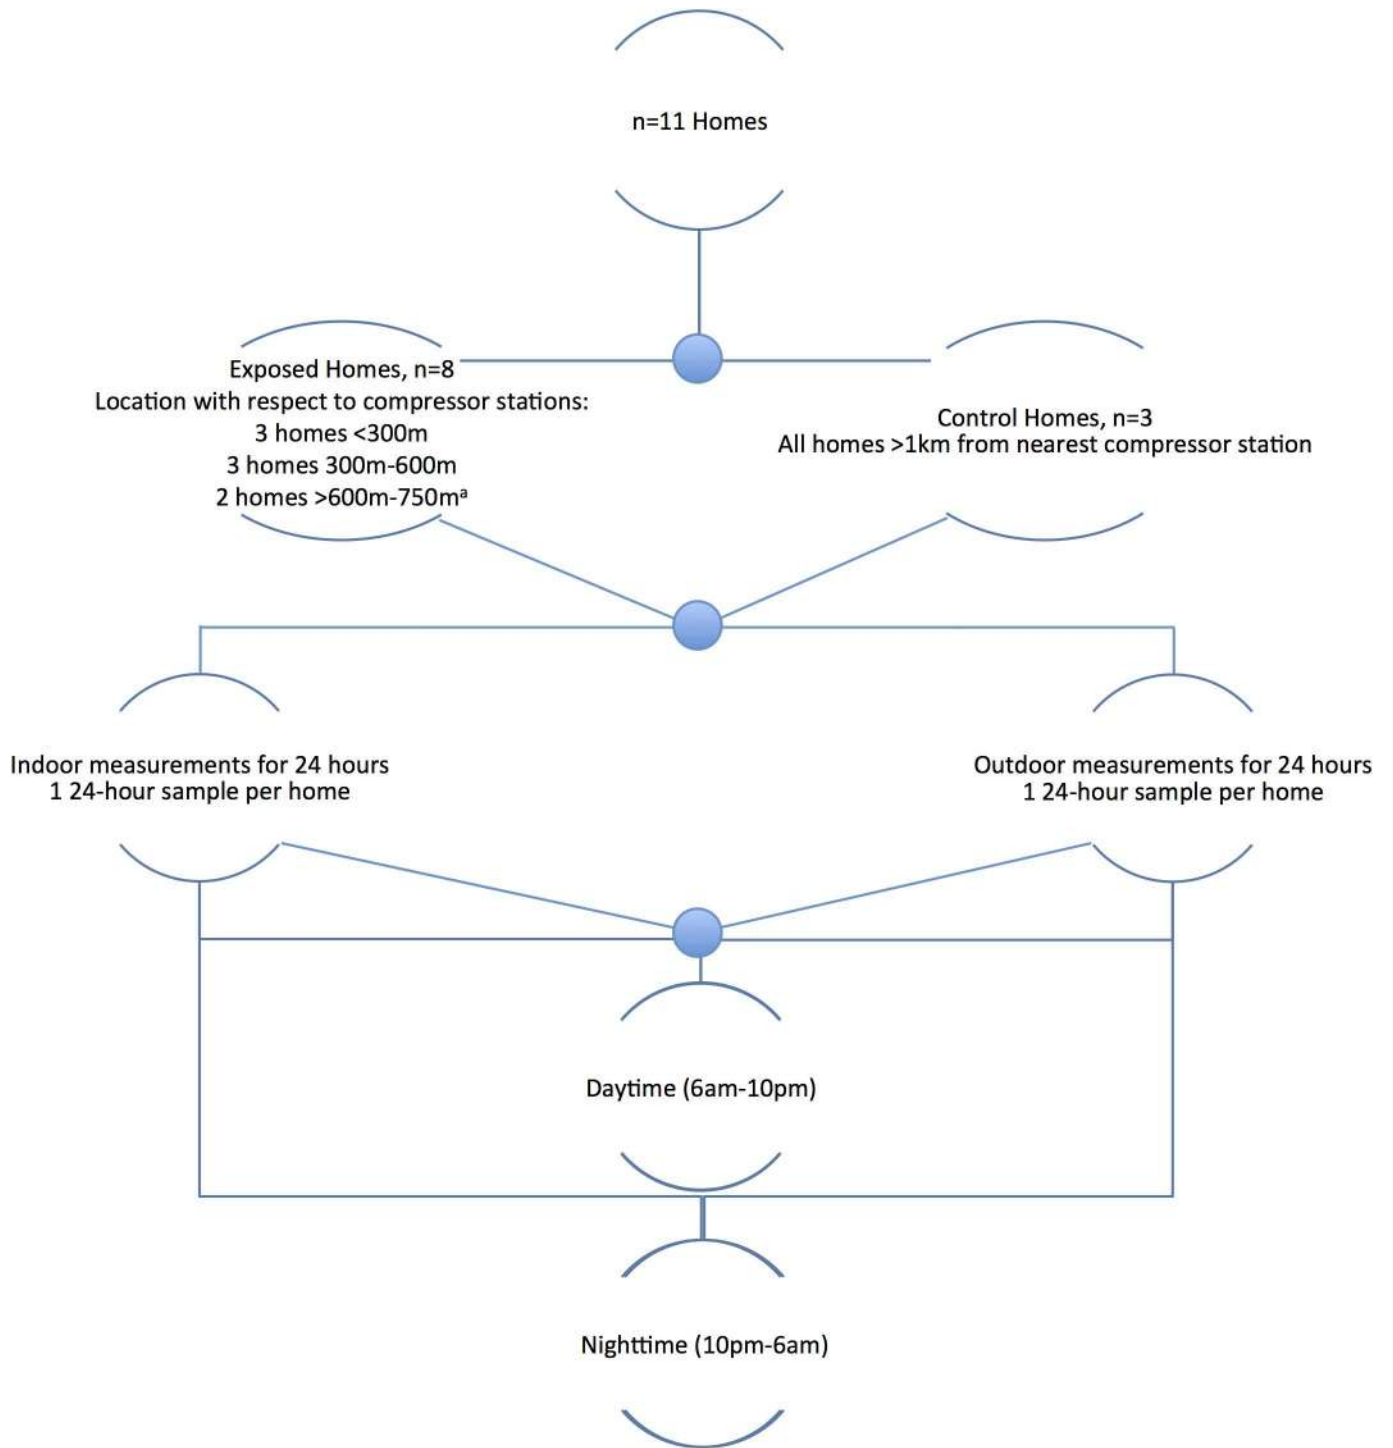 n=11 Homes
Exposed Homes, n=8
Location with respect to compressor stations:
3 homes <300m
3 homes 300m-600m
2 homes >600m-750mᵃ
Control Homes, n=3
All homes >1km from nearest compressor station
Indoor measurements for 24 hours
1 24-hour sample per home
Outdoor measurements for 24 hours
1 24-hour sample per home
Daytime (6am-10pm)
Nighttime (10pm-6am)